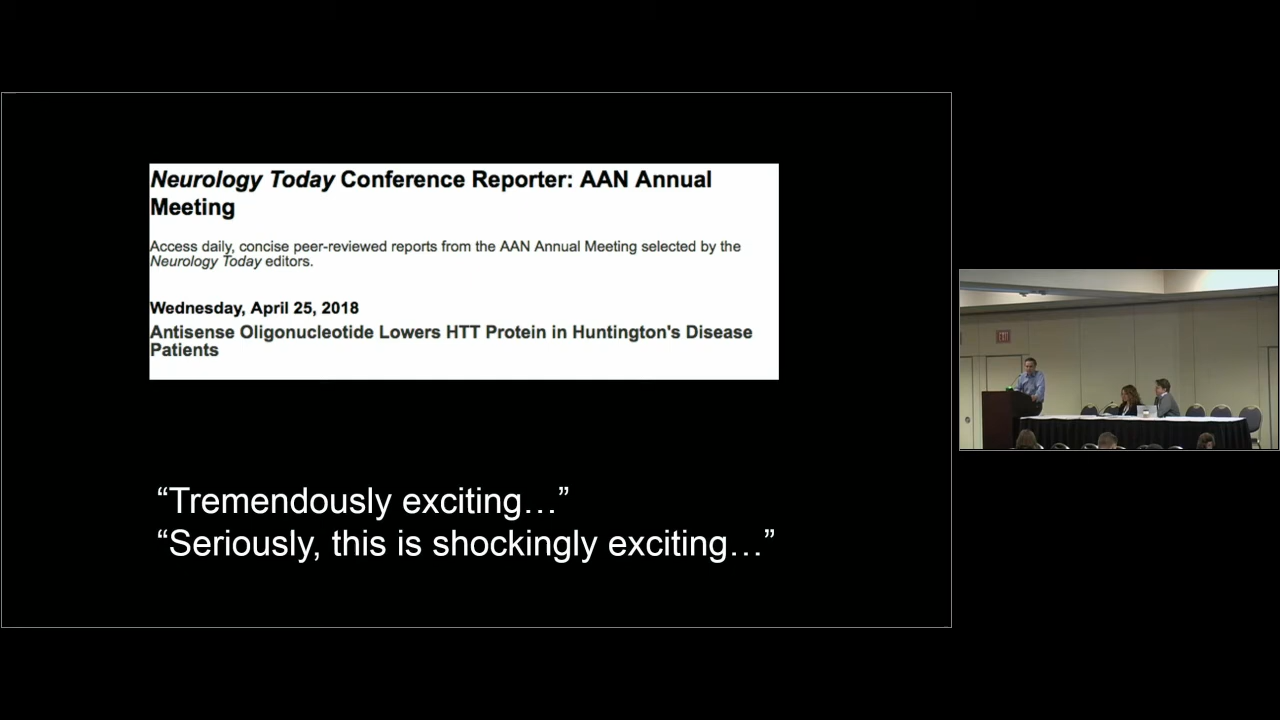 Neurology Today Conference Reporter: AAN Annual
Meeting
Access daily, concise peer-reviewed reports from the AAN Annual Meeting selected by the
Neurology Today editors.
Wednesday, April 25, 2018
Antisense Oligonucleotide Lowers HTT Protein in Huntington's Disease
Patients
“Tremendously exciting…”
“Seriously, this is shockingly exciting…”
EXIT